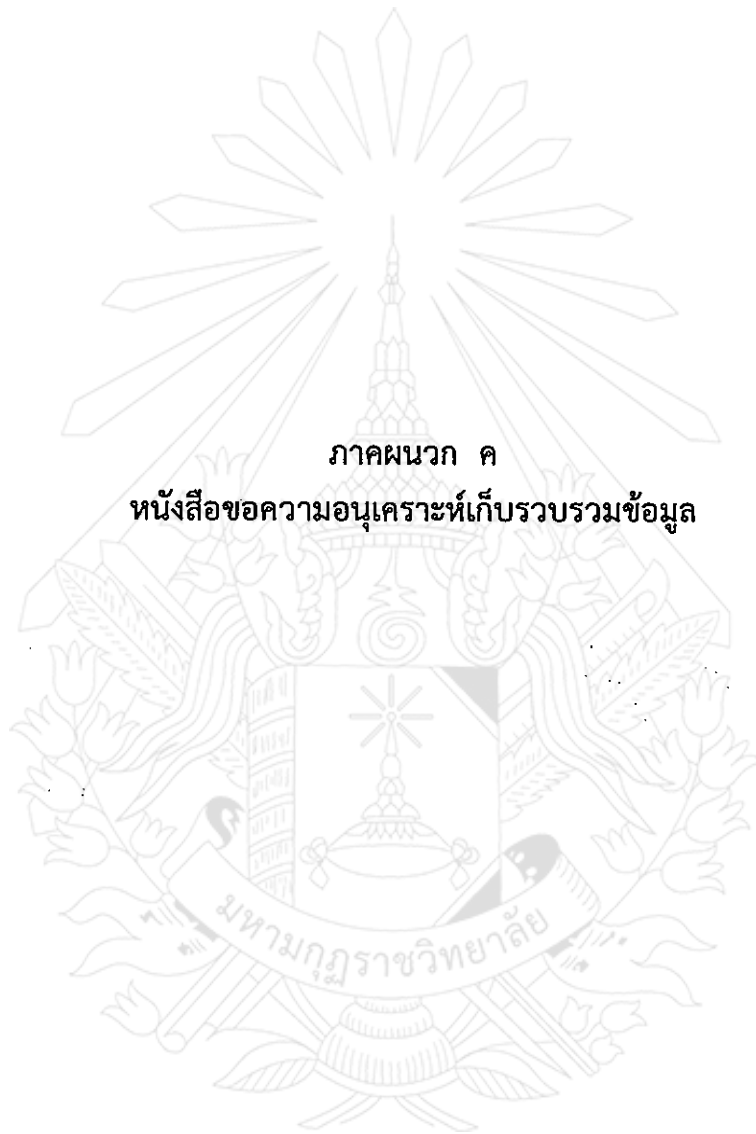 ภาคผนวก ค
หนังสือขอความอนุเคราะห์เก็บรวบรวมข้อมูล
มหามกุฏราชวิทยาลัย